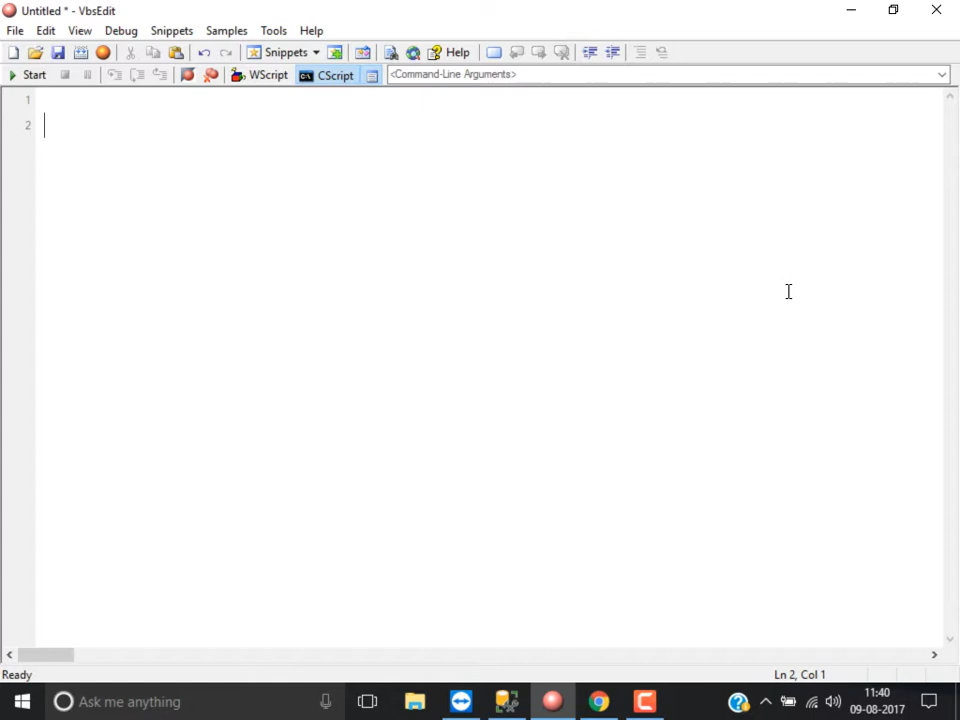 Untitled * - VbsEdit
File Edit View Debug Snippets Samples Tools Help
Snippets Help
Start WScript CScript <Command-Line Arguments>
1
2
Ready Ln 2, Col 1
Ask me anything 11:40
09-08-2017